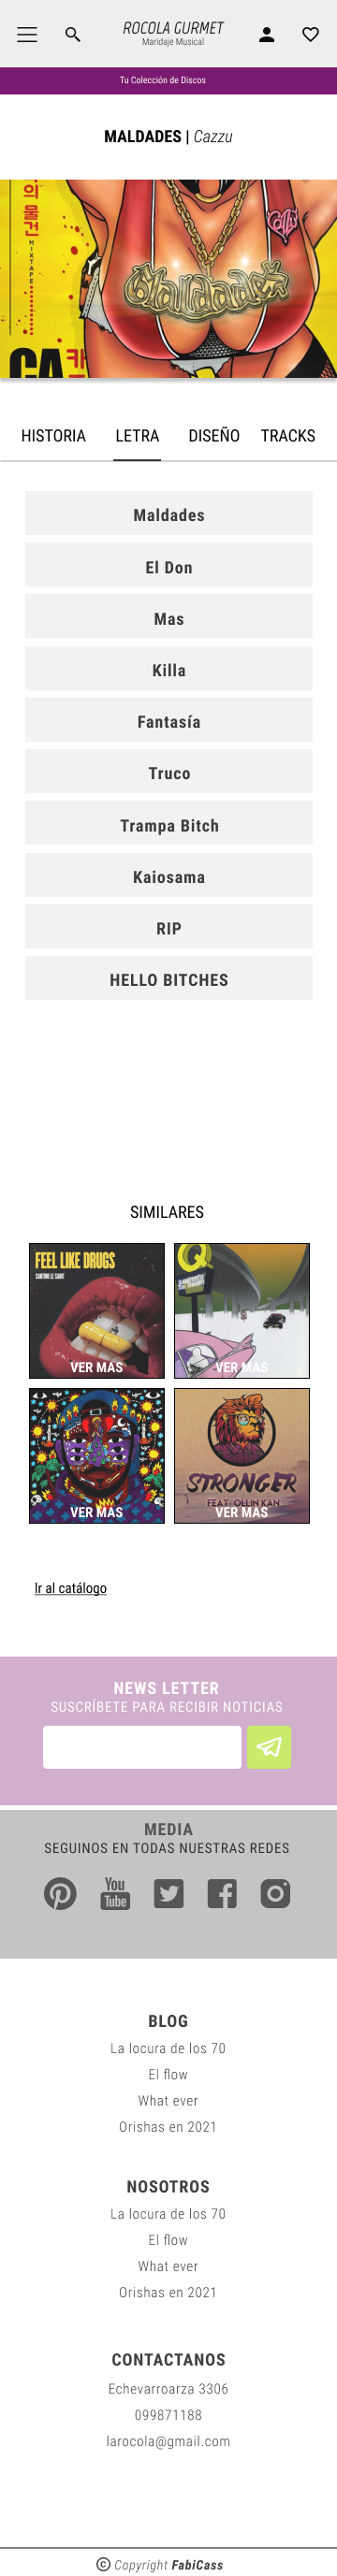 ROCOLA GURMET
Maridaje Musical
Tu Colección de Discos
MALDADES | Cazzu
의 물건
MIXTAPE
Cazzu
Maldades
CA
카
HISTORIA LETRA DISEÑO TRACKS
Maldades
El Don
Mas
Killa
Fantasía
Truco
Trampa Bitch
Kaiosama
RIP
HELLO BITCHES
SIMILARES
FEEL LIKE DRUGS
SANTINO LE SAINT
VER MAS
Q
VER MAS
VER MAS
STRONGER
FEAT. OLLIN KAN
VER MAS
Ir al catálogo
NEWS LETTER
SUSCRÍBETE PARA RECIBIR NOTICIAS
MEDIA
SEGUINOS EN TODAS NUESTRAS REDES
You
Tube
BLOG
La locura de los 70
El flow
What ever
Orishas en 2021
NOSOTROS
La locura de los 70
El flow
What ever
Orishas en 2021
CONTACTANOS
Echevarroarza 3306
099871188
larocola@gmail.com
© Copyright FabiCass